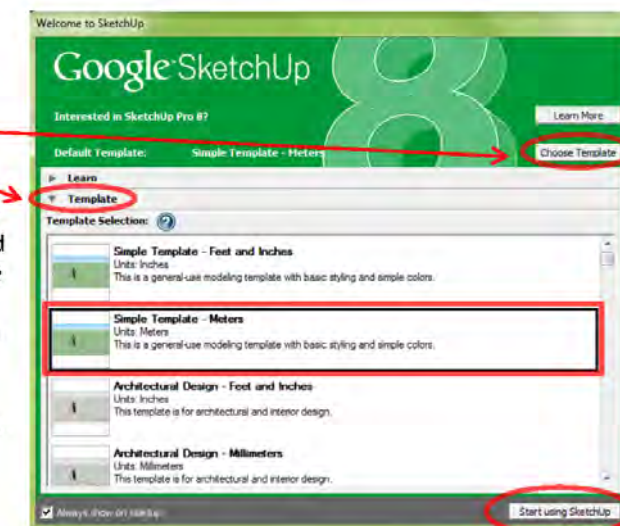 Welcome to SketchUp
Google SketchUp
8
Interested in SketchUp Pro 8?
Learn More
Default Template: Simple Template - Meters
Choose Template
Learn
Template
Template Selection:
Simple Template - Feet and Inches
Units: Inches
This is a general-use modeling template with basic styling and simple colors.
Simple Template - Meters
Units: Meters
This is a general-use modeling template with basic styling and simple colors.
Architectural Design - Feet and Inches
Units: Inches
This template is for architectural and interior design.
Architectural Design - Millimeters
Units: Millimeters
This template is for architectural and interior design.
Always show on startup
Start using SketchUp